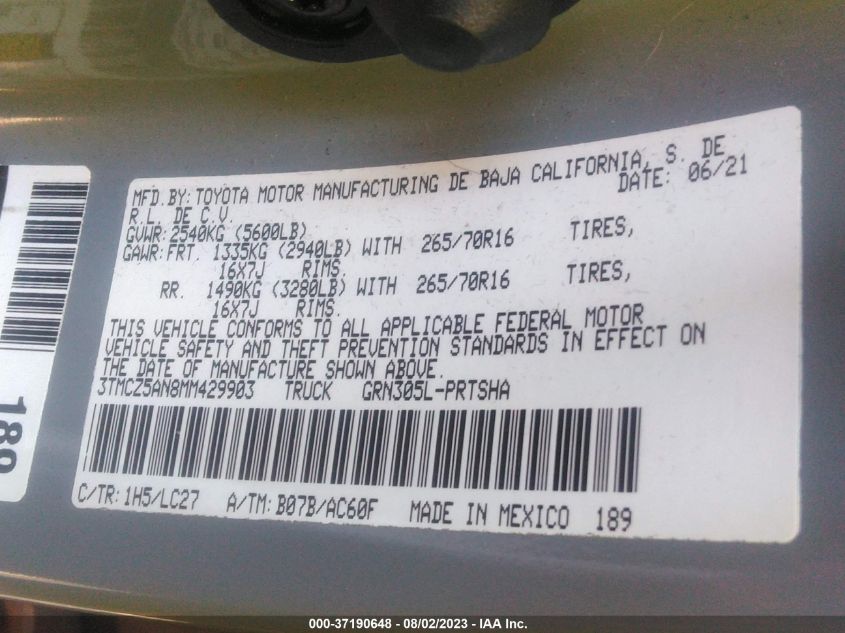 MFD.BY: TOYOTA MOTOR MANUFACTURING DE BAJA CALIFORNIA, S. DE
R.L. DE C.V. DATE: 06/21
GVWR: 2540KG (5600LB)
GAWR: FRT. 1335KG (2940LB) WITH 265/70R16 TIRES,
16X7J RIMS.
RR. 1490KG (3280LB) WITH 265/70R16 TIRES,
16X7J RIMS.
THIS VEHICLE CONFORMS TO ALL APPLICABLE FEDERAL MOTOR
VEHICLE SAFETY AND THEFT PREVENTION STANDARDS IN EFFECT ON
THE DATE OF MANUFACTURE SHOWN ABOVE.
3TMCZ5AN8MM429903 TRUCK GRN305L-PRTSHA
C/TR: 1H5/LC27 A/TM: B07B/AC60F MADE IN MEXICO 189
189
000-37190648 - 08/02/2023 - IAA Inc.